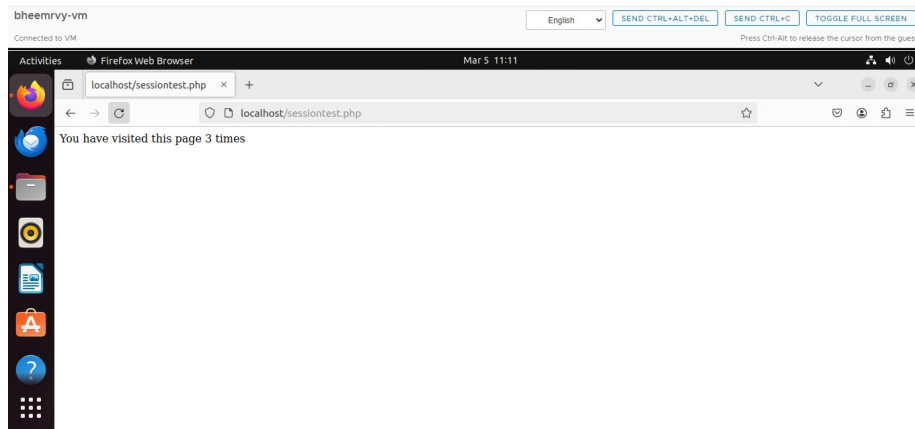 bheemrvy-vm
English
SEND CTRL+ALT+DEL
SEND CTRL+C
TOGGLE FULL SCREEN
Connected to VM
Press Ctrl-Alt to release the cursor from the gues
Activities
Firefox Web Browser
Mar 5 11:11
localhost/sessiontest.php
localhost/sessiontest.php
You have visited this page 3 times